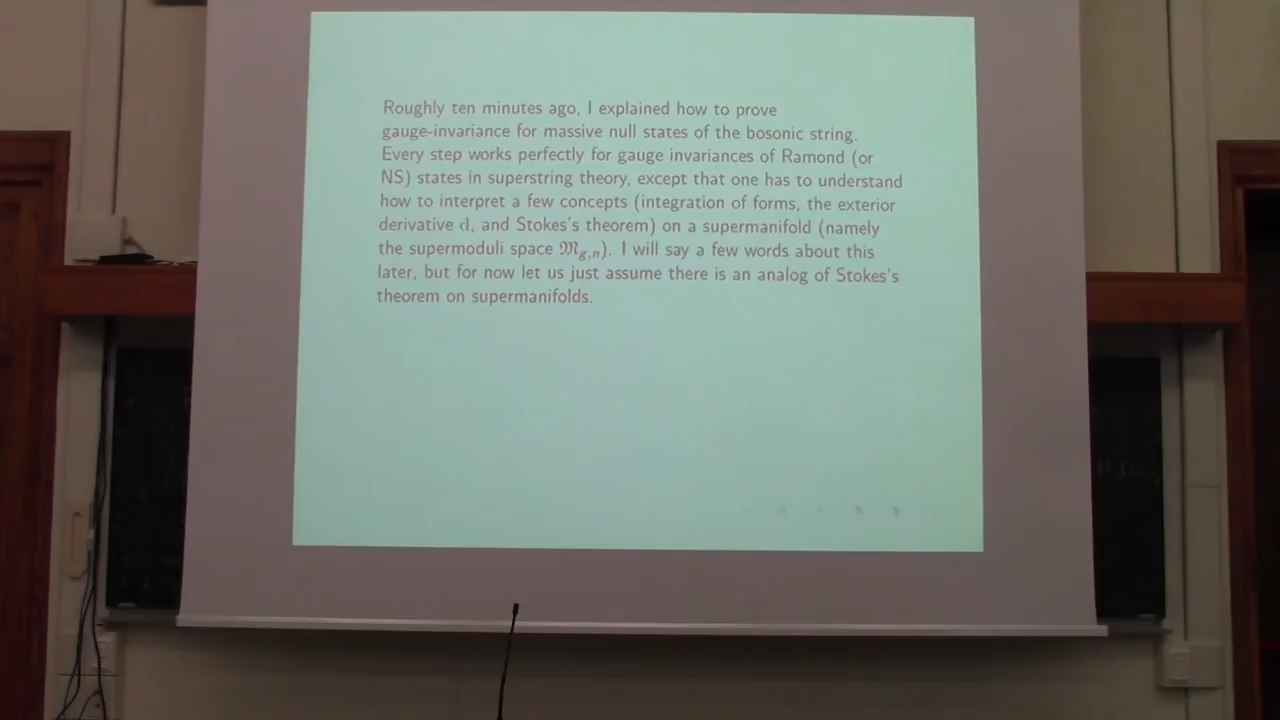 Roughly ten minutes ago, I explained how to prove
gauge-invariance for massive null states of the bosonic string.
Every step works perfectly for gauge invariances of Ramond (or
NS) states in superstring theory, except that one has to understand
how to interpret a few concepts (integration of forms, the exterior
derivative d, and Stokes's theorem) on a supermanifold (namely
the supermoduli space 𝔐g,n). I will say a few words about this
later, but for now let us just assume there is an analog of Stokes's
theorem on supermanifolds.